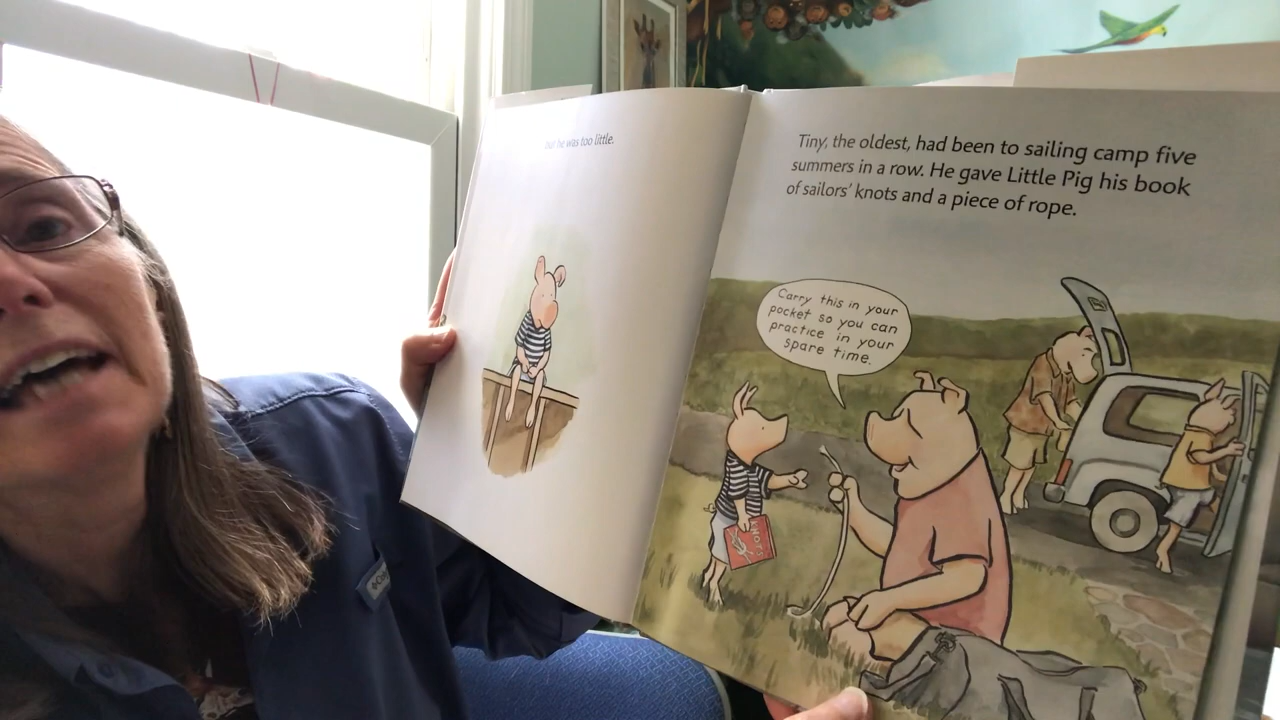 but he was too little.
Tiny, the oldest, had been to sailing camp five
summers in a row. He gave Little Pig his book
of sailors' knots and a piece of rope.
Carry this in your
pocket so you can
practice in your
spare time.